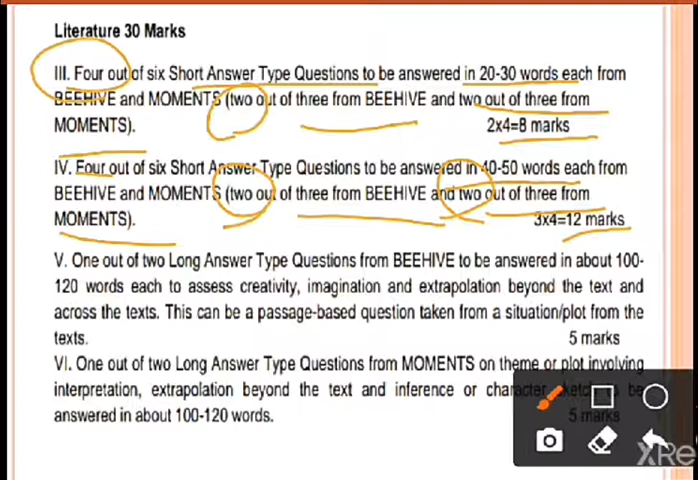 Literature 30 Marks
III. Four out of six Short Answer Type Questions to be answered in 20-30 words each from
BEEHIVE and MOMENTS (two out of three from BEEHIVE and two out of three from
MOMENTS). 2x4=8 marks
IV. Four out of six Short Answer Type Questions to be answered in 40-50 words each from
BEEHIVE and MOMENTS (two out of three from BEEHIVE and two out of three from
MOMENTS). 3x4=12 marks
V. One out of two Long Answer Type Questions from BEEHIVE to be answered in about 100-
120 words each to assess creativity, imagination and extrapolation beyond the text and
across the texts. This can be a passage-based question taken from a situation/plot from the
texts. 5 marks
VI. One out of two Long Answer Type Questions from MOMENTS on theme or plot involving
interpretation, extrapolation beyond the text and inference or character sketch to be
answered in about 100-120 words. 5 marks
XRe